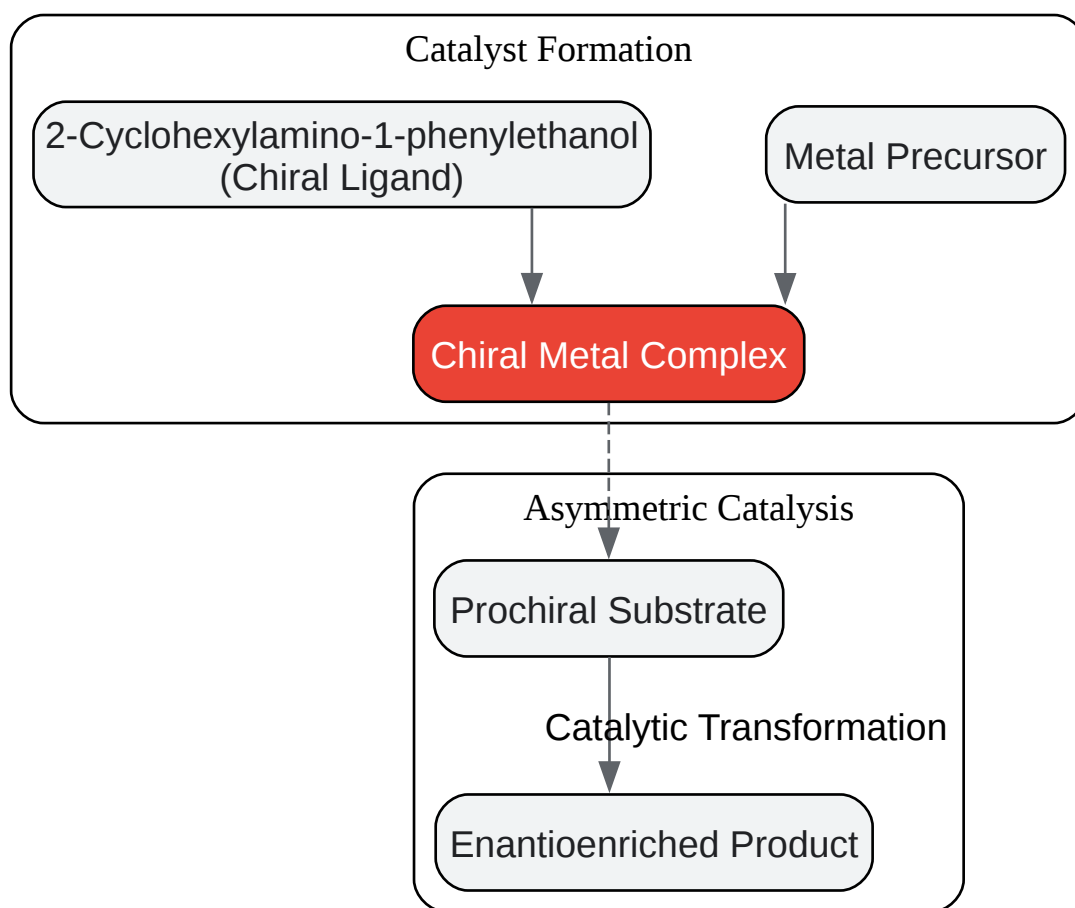 Catalyst Formation
2-Cyclohexylamino-1-phenylethanol
(Chiral Ligand)
Metal Precursor
Chiral Metal Complex
Asymmetric Catalysis
Prochiral Substrate
Catalytic Transformation
Enantioenriched Product